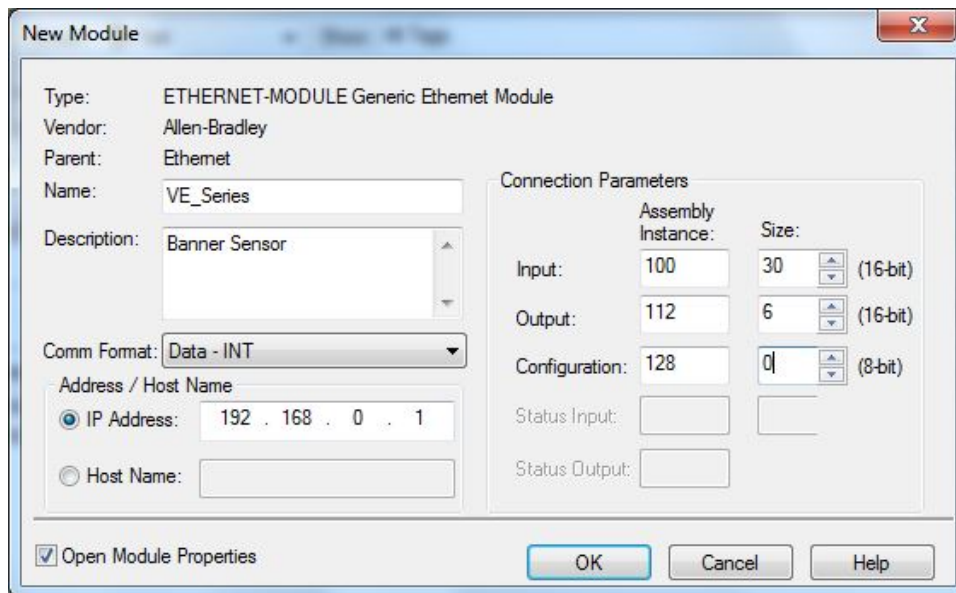 New Module
Type: ETHERNET-MODULE Generic Ethernet Module
Vendor: Allen-Bradley
Parent: Ethernet
Name: VE_Series
Description: Banner Sensor
Comm Format: Data - INT
Address / Host Name
IP Address: 192 . 168 . 0 . 1
Host Name:
Connection Parameters
Assembly
Instance: Size:
Input: 100 30 (16-bit)
Output: 112 6 (16-bit)
Configuration: 128 0 (8-bit)
Status Input:
Status Output:
Open Module Properties
OK Cancel Help